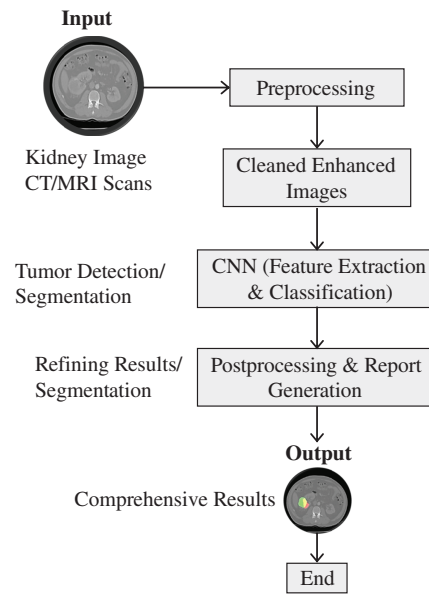 Input
Preprocessing
Kidney Image
CT/MRI Scans
Cleaned Enhanced
Images
Tumor Detection/
Segmentation
CNN (Feature Extraction
& Classification)
Refining Results/
Segmentation
Postprocessing & Report
Generation
Output
Comprehensive Results
End